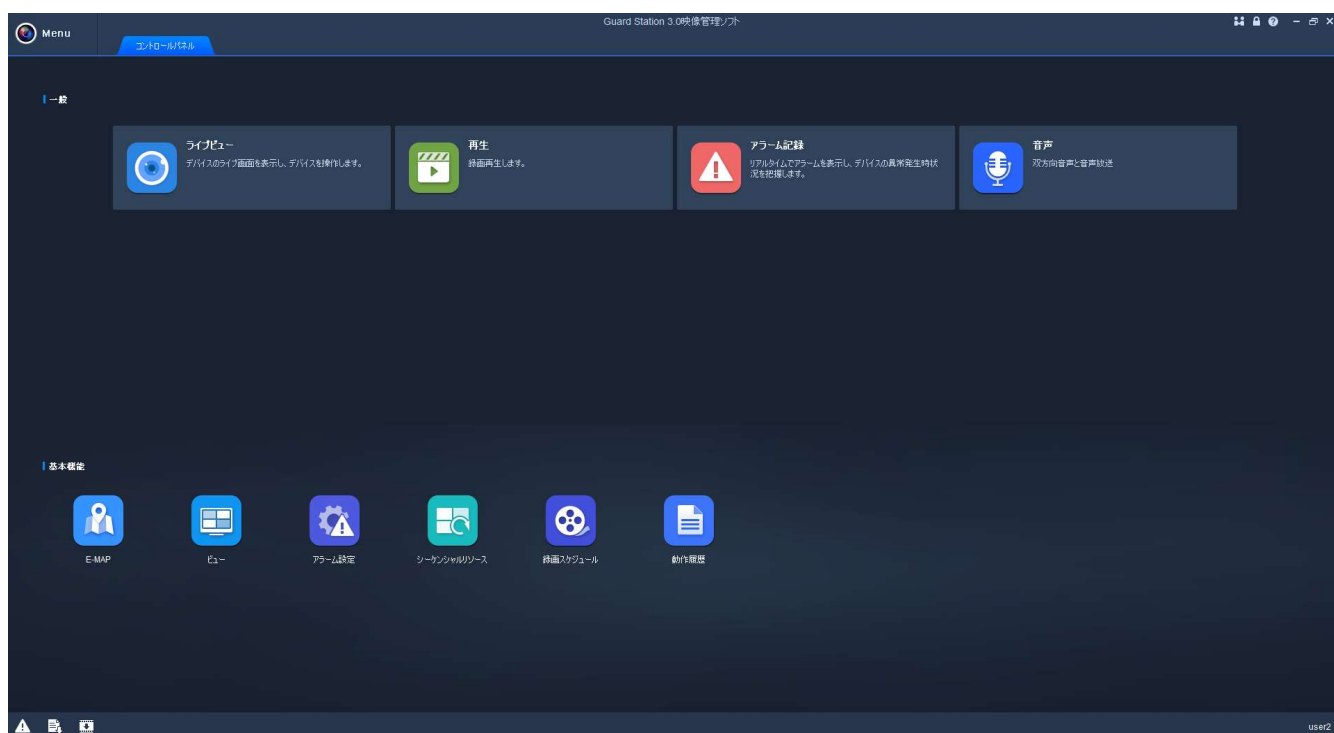 Guard Station 3.0映像管理ソフト
Menu
コントロールパネル
一般
ライブビュー
デバイスのライブ画面を表示し、デバイスを操作します。
再生
録画再生します。
アラーム記録
リアルタイムでアラームを表示し、デバイスの異常発生時状
況を把握します。
音声
双方向音声と音声放送
基本機能
E-MAP
ビュー
アラーム設定
シーケンシャルリソース
録画スケジュール
動作履歴
user2